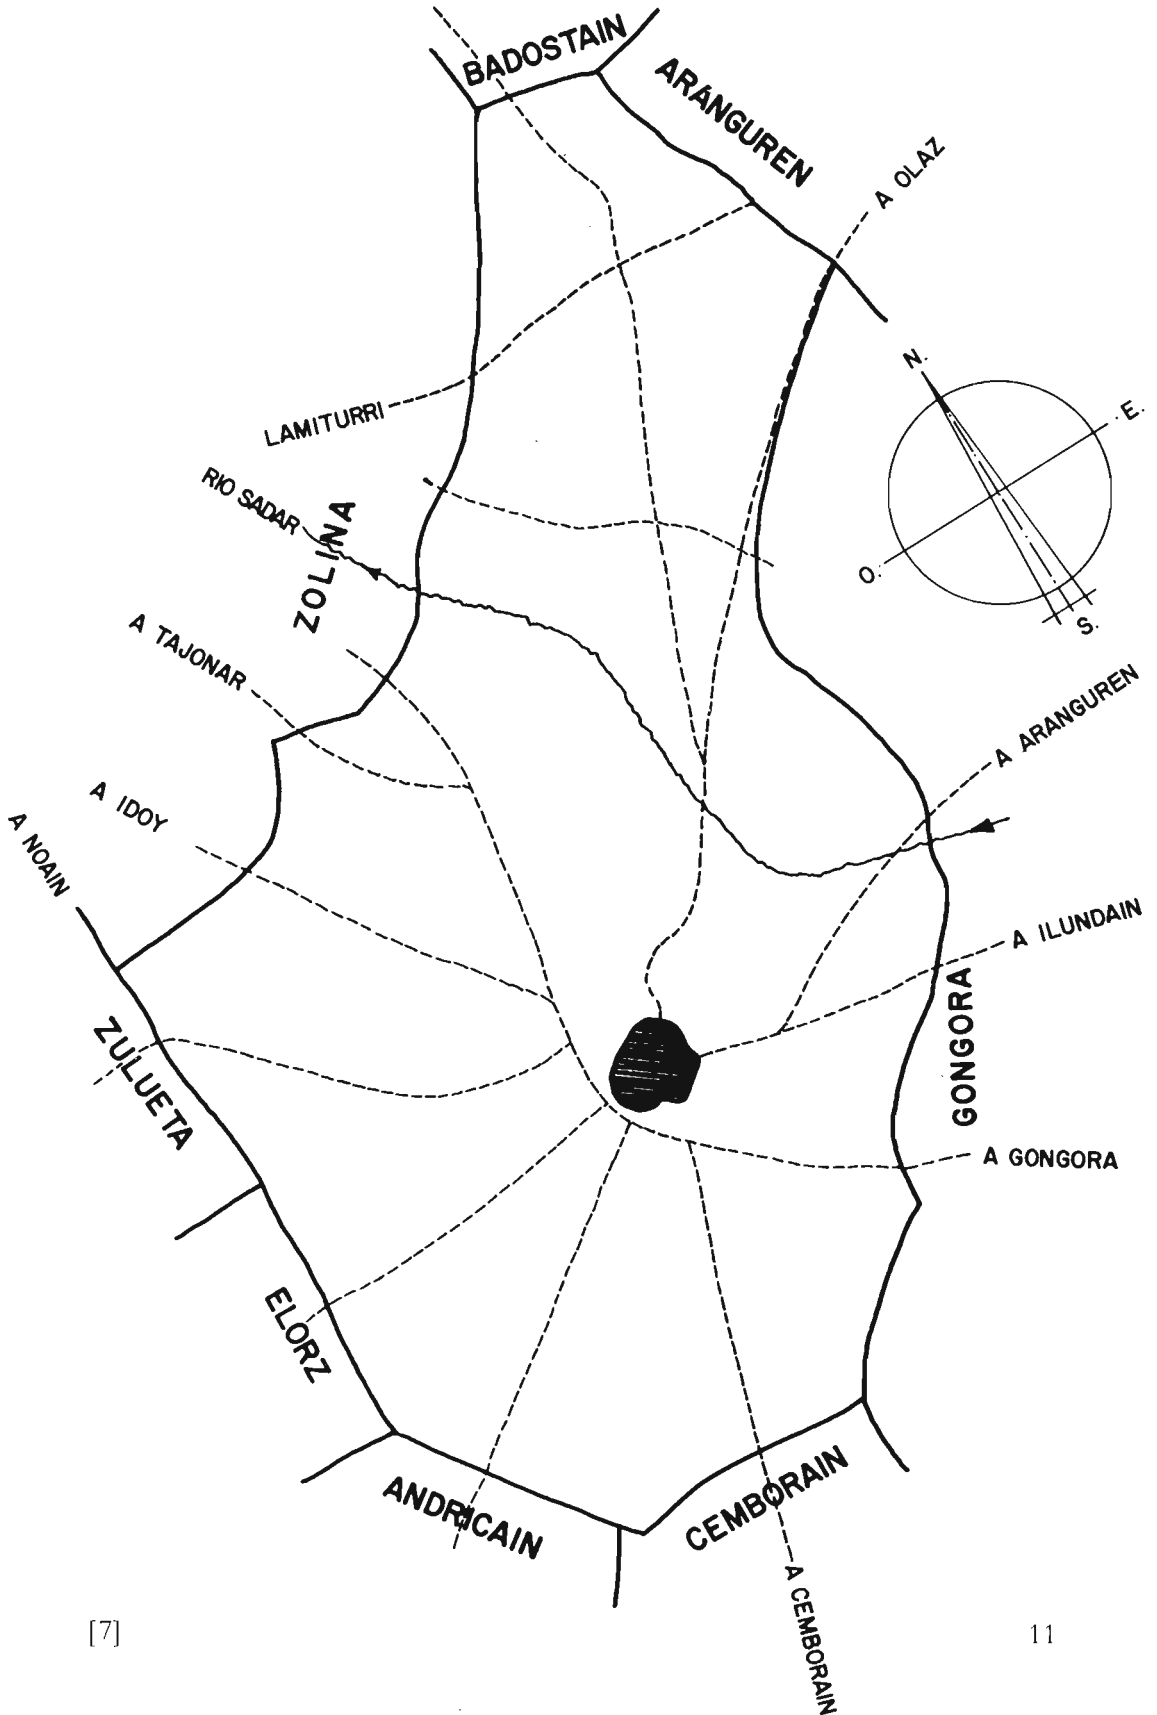 BADOSTAIN
ARANGUREN
A OLAZ
N.
E.
O.
S.
LAMITURRI
RIO SADAR
ZOLINA
A TAJONAR
A ARANGUREN
A IDOY
A NOAIN
A ILUNDAIN
GONGORA
ZULUETA
A GONGORA
ELORZ
ANDRICAIN
CEMBORAIN
A CEMBORAIN
[7]
11